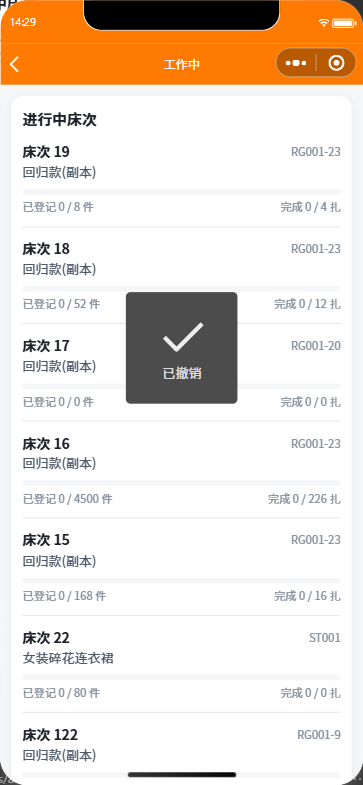 14:29
工作中
进行中床次
床次 19 RG001-23
回归款(副本)
已登记 0 / 8 件 完成 0 / 4 扎
床次 18 RG001-23
回归款(副本)
已登记 0 / 52 件 完成 0 / 12 扎
床次 17 RG001-20
回归款(副本)
已撤销
已登记 0 / 0 件 完成 0 / 0 扎
床次 16 RG001-23
回归款(副本)
已登记 0 / 4500 件 完成 0 / 226 扎
床次 15 RG001-23
回归款(副本)
已登记 0 / 168 件 完成 0 / 16 扎
床次 22 ST001
女装碎花连衣裙
已登记 0 / 80 件 完成 0 / 0 扎
床次 122 RG001-9
回归款(副本)